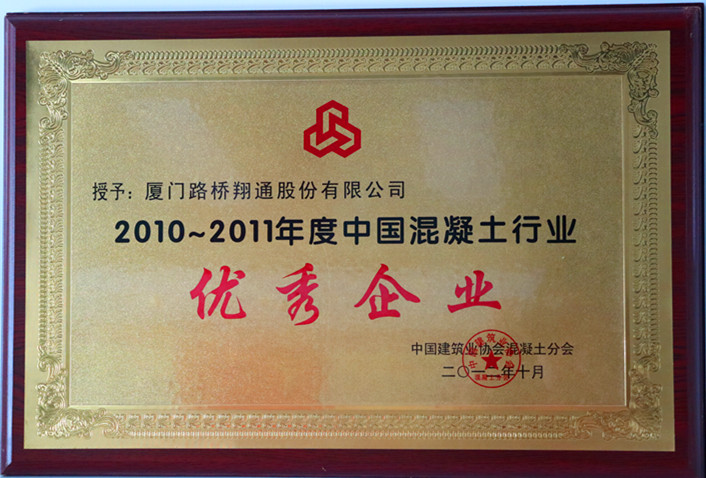 授予：厦门路桥翔通股份有限公司
2010~2011年度中国混凝土行业
优秀企业
中国建筑业协会混凝土分会
二〇一一年十月